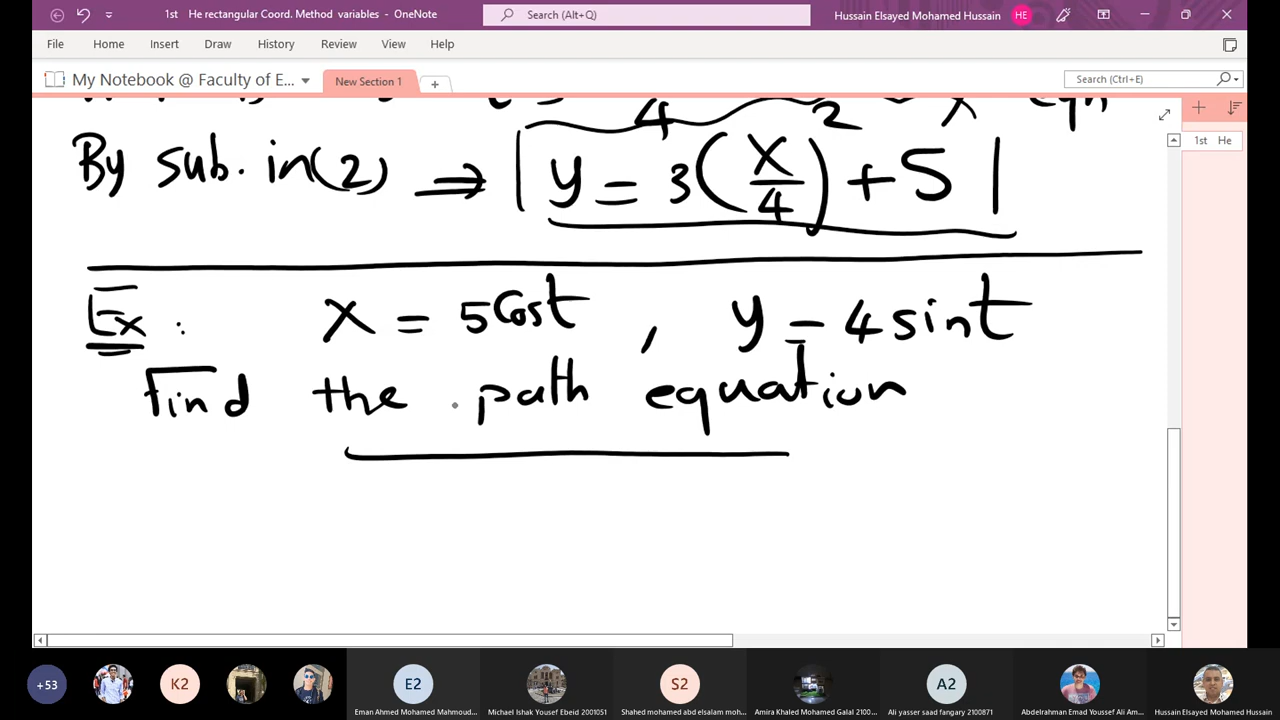 1st He rectangular Coord. Method variables - OneNote
Search (Alt+Q)
Hussain Elsayed Mohamed Hussain HE
File Home Insert Draw History Review View Help
My Notebook @ Faculty of E... New Section 1 +
Search (Ctrl+E)
4 2 x eqn
By sub. in(2) ⇒ | y = 3(x/4) + 5 |
1st He
Ex : x = 5Cost , y = 4sint
Find the path equation
+53 K2 E2 S2 A2
Eman Ahmed Mohamed Mahmoud... Michael Ishak Yousef Ebeid 2001051 Shahed mohamed abd elsalam moh... Amira Khaled Mohamed Galal 2100... Ali yasser saad fangary 2100871 Abdelrahman Emad Youssef Ali Am... Hussain Elsayed Mohamed Hussain